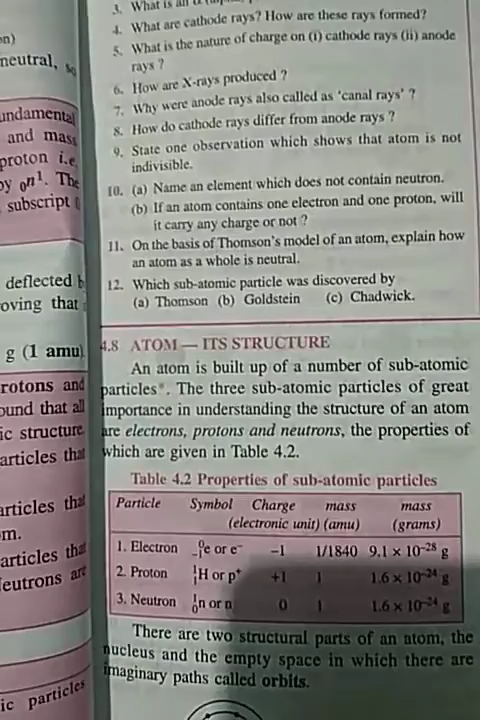 on)
neutral, so
undamental
and mass
proton i.e.
by ₀n¹. The
subscript 0
deflected b
oving that
g (1 amu)
rotons and
ound that all
ic structure
articles that
articles that
m.
articles that
Neutrons are
ic particles
3. What is an
4. What are cathode rays? How are these rays formed?
5. What is the nature of charge on (i) cathode rays (ii) anode
rays ?
6. How are X-rays produced ?
7. Why were anode rays also called as 'canal rays' ?
8. How do cathode rays differ from anode rays ?
9. State one observation which shows that atom is not
indivisible.
10. (a) Name an element which does not contain neutron.
(b) If an atom contains one electron and one proton, will
it carry any charge or not ?
11. On the basis of Thomson's model of an atom, explain how
an atom as a whole is neutral.
12. Which sub-atomic particle was discovered by
(a) Thomson (b) Goldstein (c) Chadwick.
4.8 ATOM — ITS STRUCTURE
An atom is built up of a number of sub-atomic
particles*. The three sub-atomic particles of great
importance in understanding the structure of an atom
are electrons, protons and neutrons, the properties of
which are given in Table 4.2.
Table 4.2 Properties of sub-atomic particles
Particle Symbol Charge mass mass
(electronic unit) (amu) (grams)
1. Electron ⁰₋₁e or e⁻ −1 1/1840 9.1 × 10⁻²⁸ g
2. Proton ¹₁H or p⁺ +1 1 1.6 × 10⁻²⁴ g
3. Neutron ¹₀n or n 0 1 1.6 × 10⁻²⁴ g
There are two structural parts of an atom, the
nucleus and the empty space in which there are
imaginary paths called orbits.